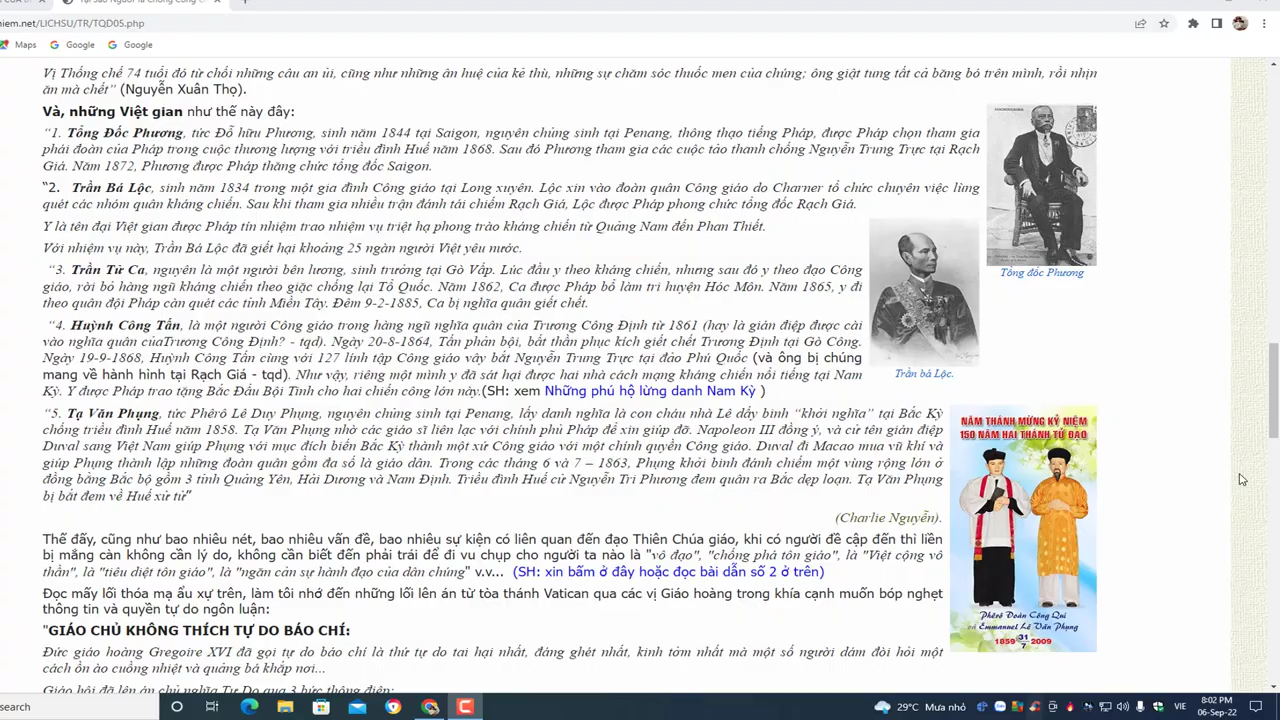 hiem.net/LICHSU/TR/TQD05.php
Maps
Google
Google
Vị Thống chế 74 tuổi đó từ chối những câu an ủi, cũng như những ân huệ của kẻ thù, những sự chăm sóc thuốc men của chúng; ông giật tung tất cả băng bó trên mình, rồi nhịn
ăn mà chết” (Nguyễn Xuân Thọ).
Và, những Việt gian như thế này đây:
“1. Tổng Đốc Phương, tức Đỗ hữu Phương, sinh năm 1844 tại Saigon, nguyên chủng sinh tại Penang, thông thạo tiếng Pháp, được Pháp chọn tham gia
phái đoàn của Pháp trong cuộc thương lượng với triều đình Huế năm 1868. Sau đó Phương tham gia các cuộc tảo thanh chống Nguyễn Trung Trực tại Rạch
Giá. Năm 1872, Phương được Pháp thăng chức tổng đốc Saigon.
“2. Trần Bá Lộc, sinh năm 1834 trong một gia đình Công giáo tại Long xuyên. Lộc xin vào đoàn quân Công giáo do Charner tổ chức chuyên việc lùng
quét các nhóm quân kháng chiến. Sau khi tham gia nhiều trận đánh tái chiếm Rạch Giá, Lộc được Pháp phong chức tổng đốc Rạch Giá.
Y là tên đại Việt gian được Pháp tín nhiệm trao nhiệm vụ triệt hạ phong trào kháng chiến từ Quảng Nam đến Phan Thiết.
Với nhiệm vụ này, Trần Bá Lộc đã giết hại khoảng 25 ngàn người Việt yêu nước.
“3. Trần Tử Ca, nguyên là một người bên lương, sinh trưởng tại Gò Vấp. Lúc đầu y theo kháng chiến, nhưng sau đó y theo đạo Công
giáo, rời bỏ hàng ngũ kháng chiến theo giặc chống lại Tổ Quốc. Năm 1862, Ca được Pháp bổ làm tri huyện Hóc Môn. Năm 1865, y đi
theo quân đội Pháp càn quét các tỉnh Miền Tây. Đêm 9-2-1885, Ca bị nghĩa quân giết chết.
“4. Huỳnh Công Tấn, là một người Công giáo trong hàng ngũ nghĩa quân của Trương Công Định từ 1861 (hay là gián điệp được cài
vào nghĩa quân củaTrương Công Định? - tqd). Ngày 20-8-1864, Tấn phản bội, bất thần phục kích giết chết Trương Định tại Gò Công.
Ngày 19-9-1868, Huỳnh Công Tấn cùng với 127 lính tập Công giáo vây bắt Nguyễn Trung Trực tại đảo Phú Quốc (và ông bị chúng
mang về hành hình tại Rạch Giá - tqd). Như vậy, riêng một mình y đã sát hại được hai nhà cách mạng kháng chiến nổi tiếng tại Nam
Kỳ. Y được Pháp trao tặng Bắc Đẩu Bội Tinh cho hai chiến công lớn này.(SH: xem Những phú hộ lừng danh Nam Kỳ )
“5. Tạ Văn Phụng, tức Phêrô Lê Duy Phụng, nguyên chủng sinh tại Penang, lấy danh nghĩa là con cháu nhà Lê dấy binh “khởi nghĩa” tại Bắc Kỳ
chống triều đình Huế năm 1858. Tạ Văn Phụng được các giáo sĩ liên lạc với chính phủ Pháp để xin giúp đỡ. Napoleon III đồng ý, và cử tên gián điệp
Duval sang Việt Nam giúp Phụng với mục đích biến Bắc Kỳ thành một xứ Công giáo với một chính quyền Công giáo. Duval đi Macao mua vũ khí và
giúp Phụng thành lập những đoàn quân gồm đa số là giáo dân. Trong các tháng 6 và 7 – 1863, Phụng khởi binh đánh chiếm một vùng rộng lớn ở
đồng bằng Bắc bộ gồm 3 tỉnh Quảng Yên, Hải Dương và Nam Định. Triều đình Huế cử Nguyễn Tri Phương đem quân ra Bắc dẹp loạn. Tạ Văn Phụng
bị bắt đem về Huế xử tử”
(Charlie Nguyễn).
Thế đấy, cũng như bao nhiêu nét, bao nhiêu vấn đề, bao nhiêu sự kiện có liên quan đến đạo Thiên Chúa giáo, khi có người đề cập đến thì liền
bị mắng càn không cần lý do, không cần biết đến phải trái để đi vu chụp cho người ta nào là "vô đạo", "chống phá tôn giáo", là "Việt cộng vô
thần", là "tiêu diệt tôn giáo", là "ngăn cản sự hành đạo của dân chúng" v.v... (SH: xin bấm ở đây hoặc đọc bài dẫn số 2 ở trên)
Đọc mấy lối thóa mạ ẩu xự trên, làm tôi nhớ đến những lối lên án từ tòa thánh Vatican qua các vị Giáo hoàng trong khía cạnh muốn bóp nghẹt
thông tin và quyền tự do ngôn luận:
"GIÁO CHỦ KHÔNG THÍCH TỰ DO BÁO CHÍ:
Đức giáo hoàng Gregoire XVI đã gọi tự do báo chí là thứ tự do tai hại nhất, đáng ghét nhất, kinh tởm nhất mà một số người dám đòi hỏi một
cách ồn ào cuồng nhiệt và quảng bá khắp nơi...
Giáo hội đã lên án chủ nghĩa Tự Do qua 3 bức thông điệp:
Tổng đốc Phương
Trần bá Lộc.
NĂM THÁNH MỪNG KỶ NIỆM
150 NĂM HAI THÁNH TỬ ĐẠO
Phêrô Đoàn Công Quí
và Emmanuel Lê Văn Phụng
1859 31/7 2009
search
29°C Mưa nhỏ
VIE
8:02 PM
06-Sep-22